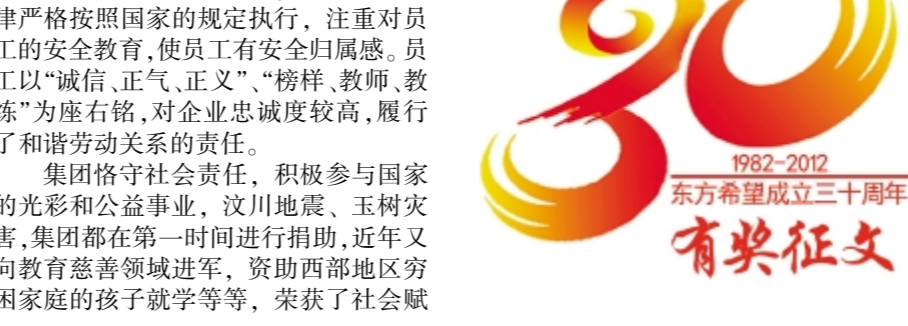 律严格按照国家的规定执行，注重对员
工的安全教育,使员工有安全归属感。员
工以“诚信、正气、正义”、“榜样、教师、教
练”为座右铭,对企业忠诚度较高,履行
了和谐劳动关系的责任。
集团恪守社会责任，积极参与国家
的光彩和公益事业，汶川地震、玉树灾
害,集团都在第一时间进行捐助,近年又
向教育慈善领域进军，资助西部地区穷
困家庭的孩子就学等等，荣获了社会赋
30
1982-2012
东方希望成立三十周年
有奖征文